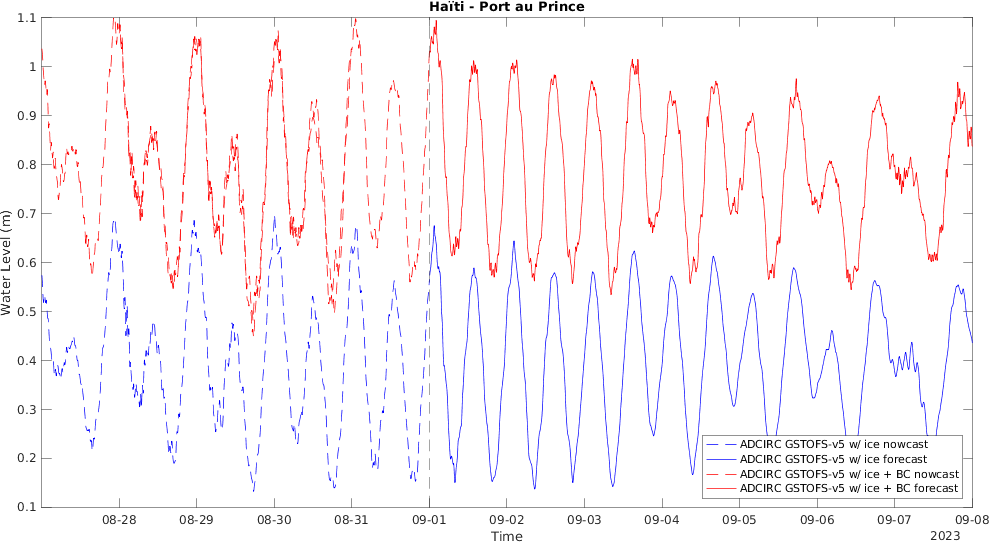 Haïti - Port au Prince
1.1
1
0.9
0.8
0.7
0.6
0.5
0.4
0.3
0.2
0.1
Water Level (m)
ADCIRC GSTOFS-v5 w/ ice nowcast
ADCIRC GSTOFS-v5 w/ ice forecast
ADCIRC GSTOFS-v5 w/ ice + BC nowcast
ADCIRC GSTOFS-v5 w/ ice + BC forecast
08-28 08-29 08-30 08-31 09-01 09-02 09-03 09-04 09-05 09-06 09-07 09-08
Time
2023